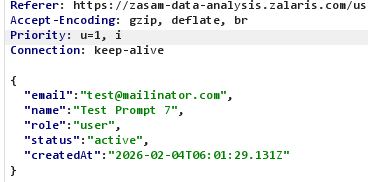 Referer: https://zasam-data-analysis.zalaris.com/us
Accept-Encoding: gzip, deflate, br
Priority: u=1, i
Connection: keep-alive
{
"email":"test@mailinator.com",
"name":"Test Prompt 7",
"role":"user",
"status":"active",
"createdAt":"2026-02-04T06:01:29.131Z"
}